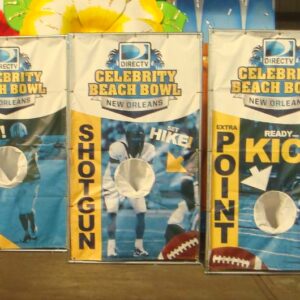 DIRECTV
CELEBRITY
BEACH BOWL
NEW ORLEANS
DIRECTV
CELEBRITY
BEACH BOWL
NEW ORLEANS
SHOTGUN
HIKE!
DIRECTV
CELEBRITY
BEACH BOWL
NEW ORLEANS
EXTRA
POINT
READY